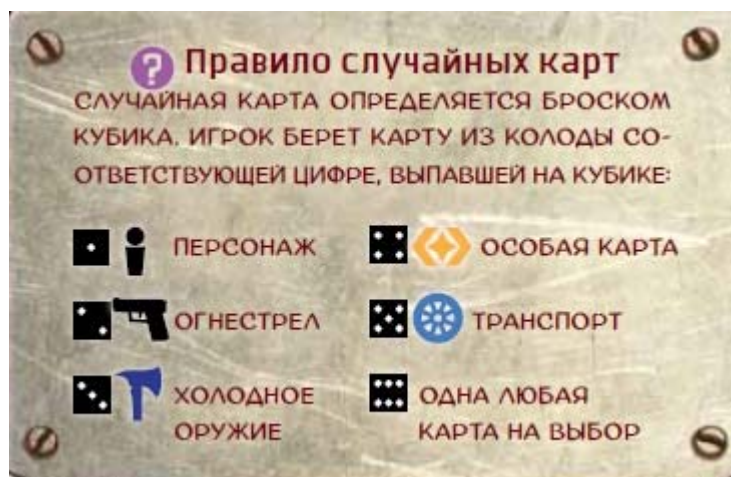 ? Правило случайных карт
СЛУЧАЙНАЯ КАРТА ОПРЕДЕЛЯЕТСЯ БРОСКОМ
КУБИКА. ИГРОК БЕРЕТ КАРТУ ИЗ КОЛОДЫ СО-
ОТВЕТСТВУЮЩЕЙ ЦИФРЕ, ВЫПАВШЕЙ НА КУБИКЕ:
ПЕРСОНАЖ
ОГНЕСТРЕЛ
ХОЛОДНОЕ
ОРУЖИЕ
ОСОБАЯ КАРТА
ТРАНСПОРТ
ОДНА ЛЮБАЯ
КАРТА НА ВЫБОР